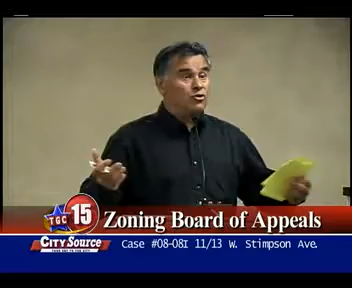 TGC
15
Zoning Board of Appeals
CITY SOURCE
Case #08-08I 11/13 W. Stimpson Ave.